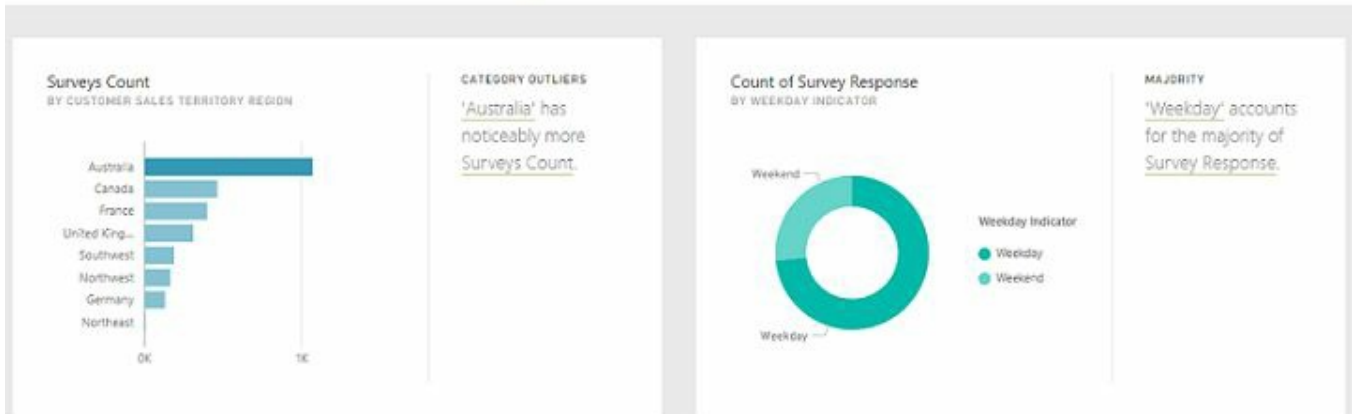 Surveys Count
BY CUSTOMER SALES TERRITORY REGION
Australia
Canada
France
United King...
Southwest
Northwest
Germany
Northeast
0K
1K
CATEGORY OUTLIERS
'Australia' has
noticeably more
Surveys Count.
Count of Survey Response
BY WEEKDAY INDICATOR
Weekend
Weekday
Weekday Indicator
Weekday
Weekend
MAJORITY
'Weekday' accounts
for the majority of
Survey Response.